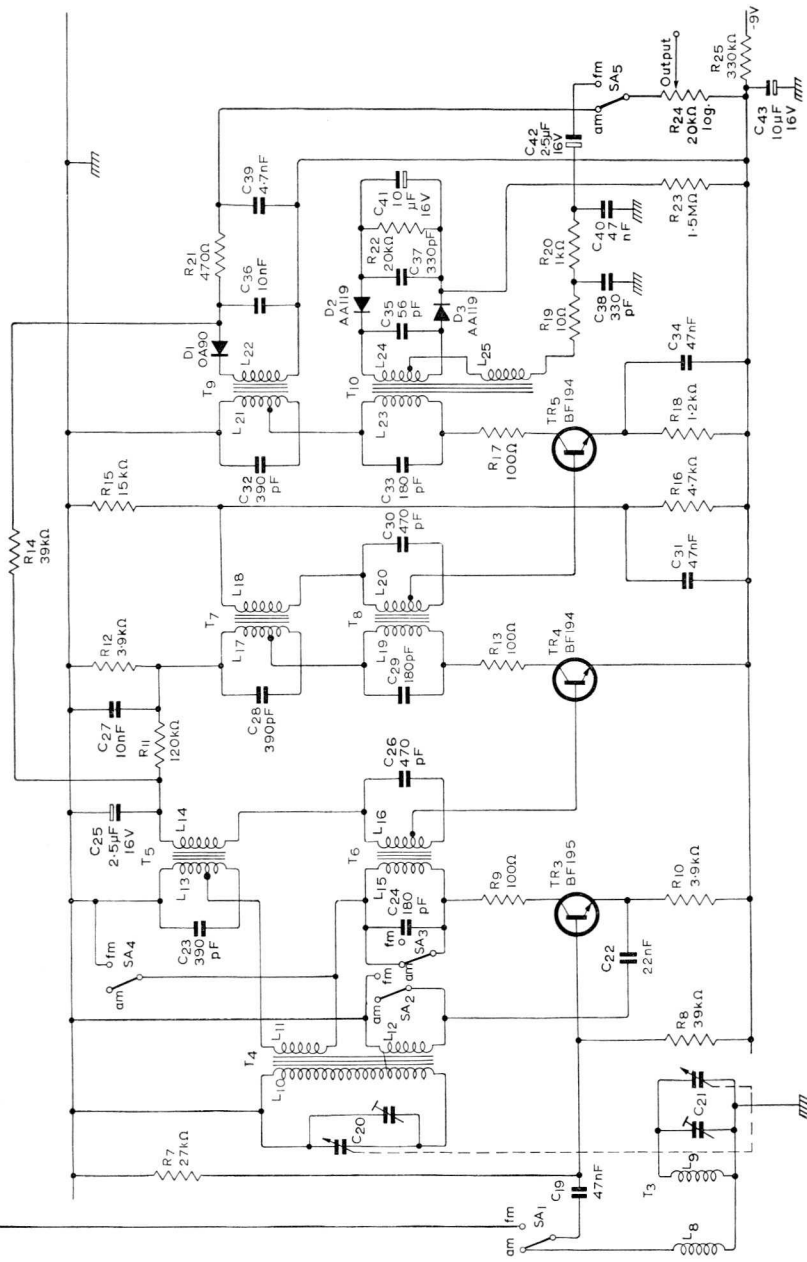 R14
39kΩ
R21
470Ω
C36
10nF
C39
4.7nF
D1
OA90
T9
L21
L22
C32
390
pF
R15
15kΩ
R12
3.9kΩ
C27
10nF
R11
120kΩ
C25
2.5µF
16V
T7
L17
L18
C28
390pF
T5
L13
L14
C23
390
pF
fm
SA4
am
R7
27kΩ
T4
L10
L11
L12
C20
am
fm
SA2
fm
SA3
am
C24
180
pF
L15
T6
L16
C26
470
pF
C29
180pF
L19
T8
L20
C30
470
pF
C33
180
pF
L23
T10
L24
L25
D2
AA119
C35
56
pF
D3
AA119
C37
330pF
R22
20kΩ
C41
10
µF
16V
R19
10Ω
C38
330
pF
R20
1kΩ
C40
47
nF
C42
2.5µF
16V
fm
am
SA5
Output
R24
20kΩ
log.
R9
100Ω
TR3
BF195
R13
100Ω
TR4
BF194
R17
100Ω
TR5
BF194
am
fm
SA1
C19
47nF
R8
39kΩ
C22
22nF
R10
3.9kΩ
C31
47nF
R16
4.7kΩ
R18
1.2kΩ
C34
47nF
R23
1.5MΩ
R25
330kΩ
-9V
C43
10µF
16V
L8
T3
L9
C21